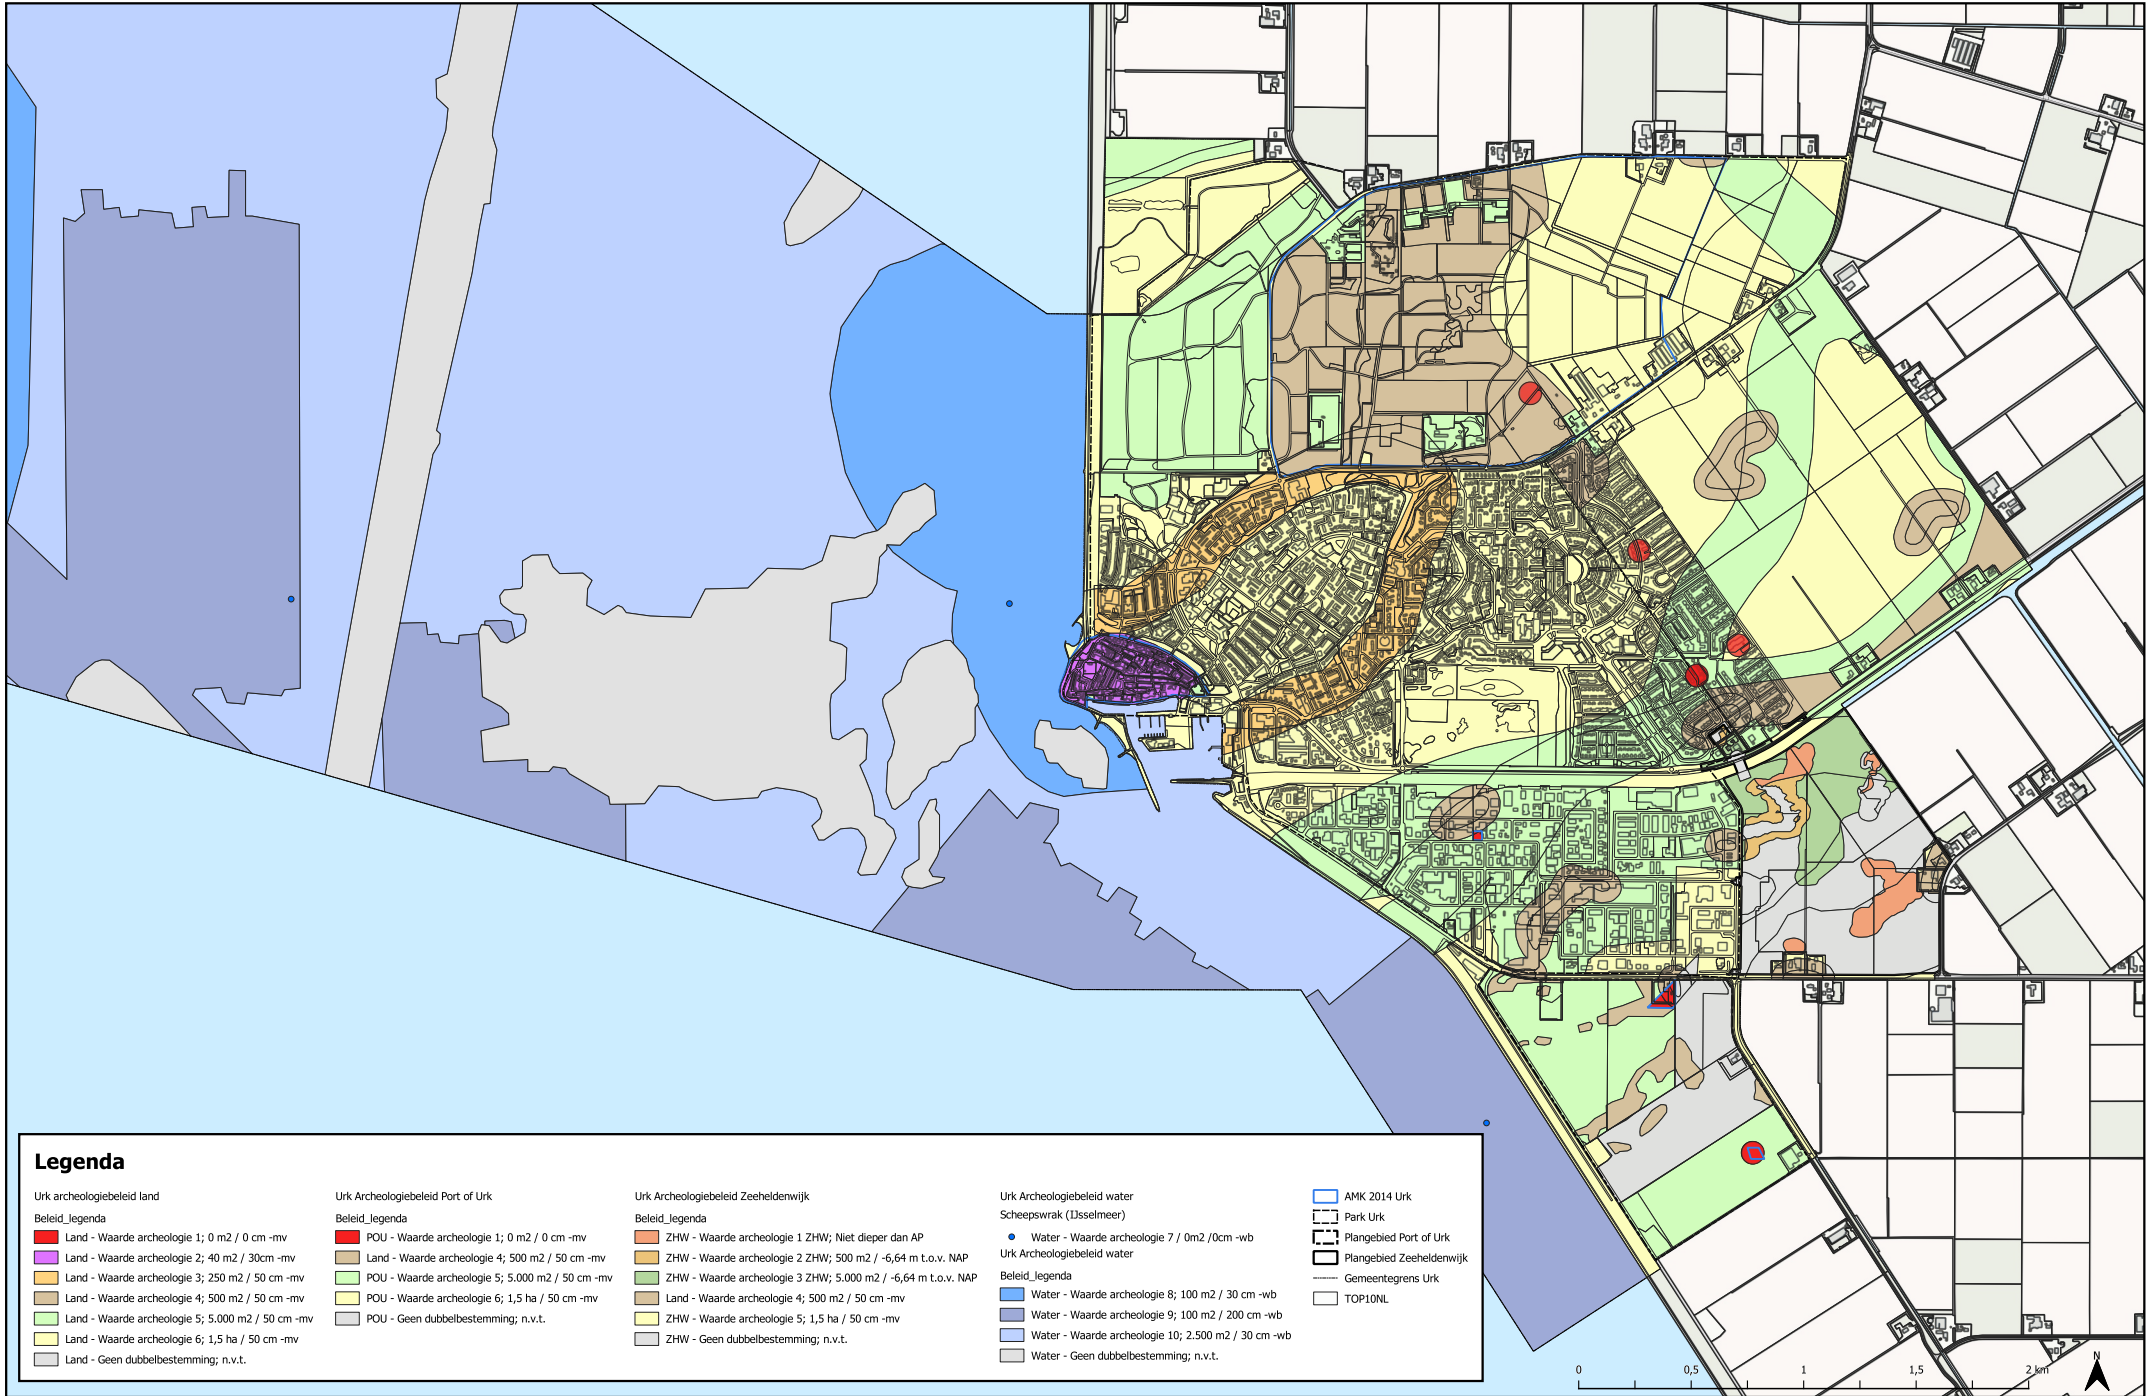 Legenda
Urk archeologiebeleid land
Beleid_legenda
Land - Waarde archeologie 1; 0 m2 / 0 cm -mv
Land - Waarde archeologie 2; 40 m2 / 30cm -mv
Land - Waarde archeologie 3; 250 m2 / 50 cm -mv
Land - Waarde archeologie 4; 500 m2 / 50 cm -mv
Land - Waarde archeologie 5; 5.000 m2 / 50 cm -mv
Land - Waarde archeologie 6; 1,5 ha / 50 cm -mv
Land - Geen dubbelbestemming; n.v.t.
Urk Archeologiebeleid Port of Urk
Beleid_legenda
POU - Waarde archeologie 1; 0 m2 / 0 cm -mv
Land - Waarde archeologie 4; 500 m2 / 50 cm -mv
POU - Waarde archeologie 5; 5.000 m2 / 50 cm -mv
POU - Waarde archeologie 6; 1,5 ha / 50 cm -mv
POU - Geen dubbelbestemming; n.v.t.
Urk Archeologiebeleid Zeeheldenwijk
Beleid_legenda
ZHW - Waarde archeologie 1 ZHW; Niet dieper dan AP
ZHW - Waarde archeologie 2 ZHW; 500 m2 / -6,64 m t.o.v. NAP
ZHW - Waarde archeologie 3 ZHW; 5.000 m2 / -6,64 m t.o.v. NAP
Land - Waarde archeologie 4; 500 m2 / 50 cm -mv
ZHW - Waarde archeologie 5; 1,5 ha / 50 cm -mv
ZHW - Geen dubbelbestemming; n.v.t.
Urk Archeologiebeleid water
Scheepswrak (IJsselmeer)
Water - Waarde archeologie 7 / 0m2 /0cm -wb
Urk Archeologiebeleid water
Beleid_legenda
Water - Waarde archeologie 8; 100 m2 / 30 cm -wb
Water - Waarde archeologie 9; 100 m2 / 200 cm -wb
Water - Waarde archeologie 10; 2.500 m2 / 30 cm -wb
Water - Geen dubbelbestemming; n.v.t.
AMK 2014 Urk
Park Urk
Plangebied Port of Urk
Plangebied Zeeheldenwijk
Gemeentegrens Urk
TOP10NL
0 0,5 1 1,5 2 km
N